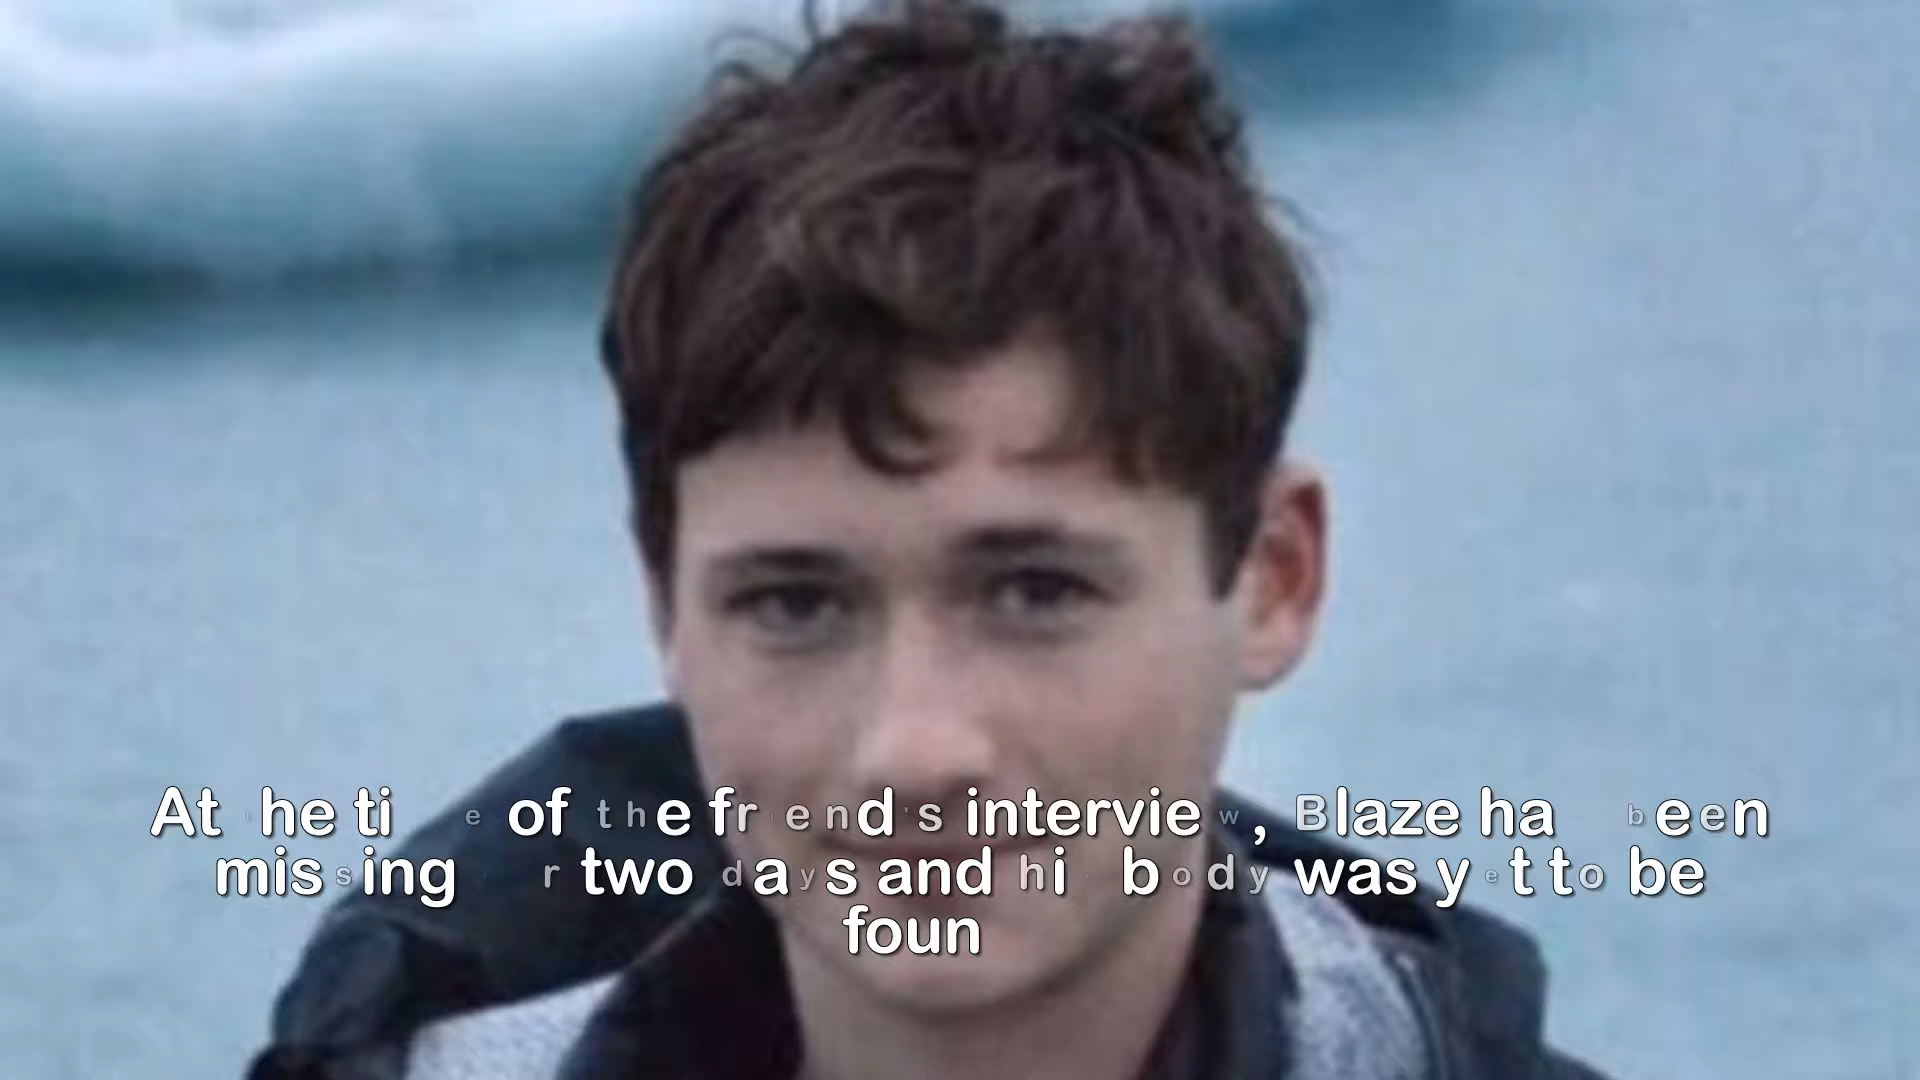 At he ti e of the fr end's interview, Blaze ha been
missing r two days and hi body was yet to be
foun